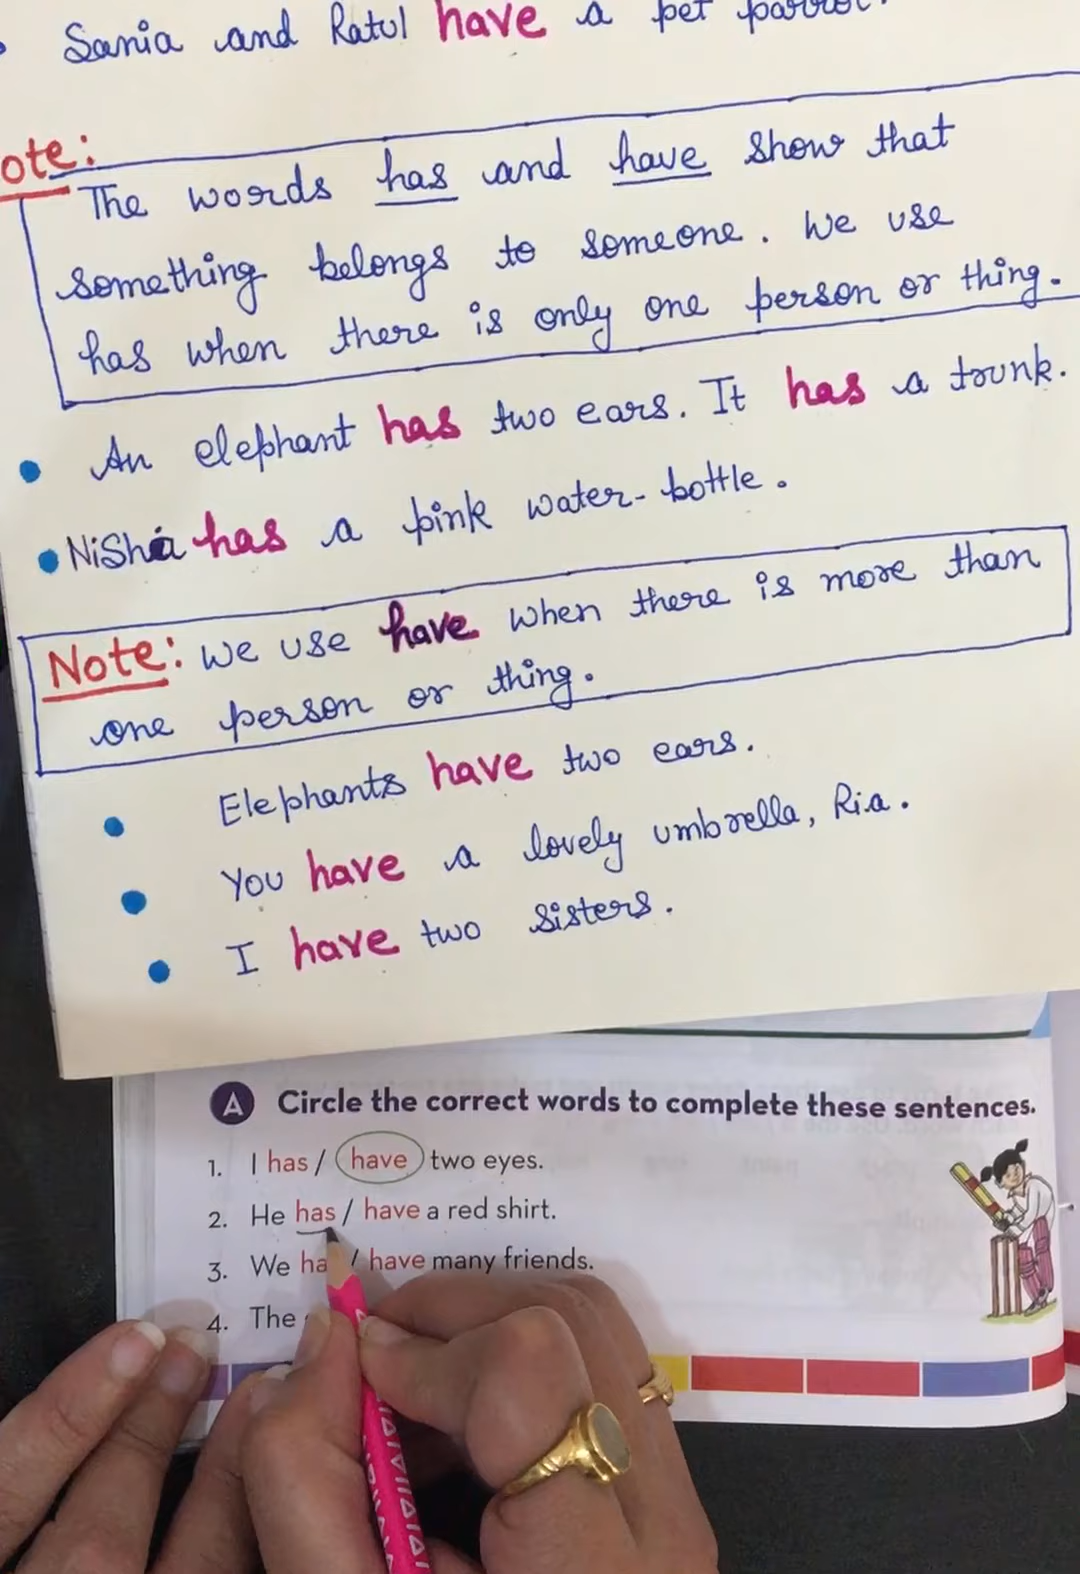 Sania and Ratul have a pet parrot.
ote:
The words has and have show that
something belongs to someone. We use
has when there is only one person or thing.
An elephant has two ears. It has a trunk.
Nisha has a pink water-bottle.
Note: We use have when there is more than
one person or thing.
Elephants have two ears.
You have a lovely umbrella, Ria.
I have two sisters.
A Circle the correct words to complete these sentences.
1. I has / have two eyes.
2. He has / have a red shirt.
3. We ha / have many friends.
4. The